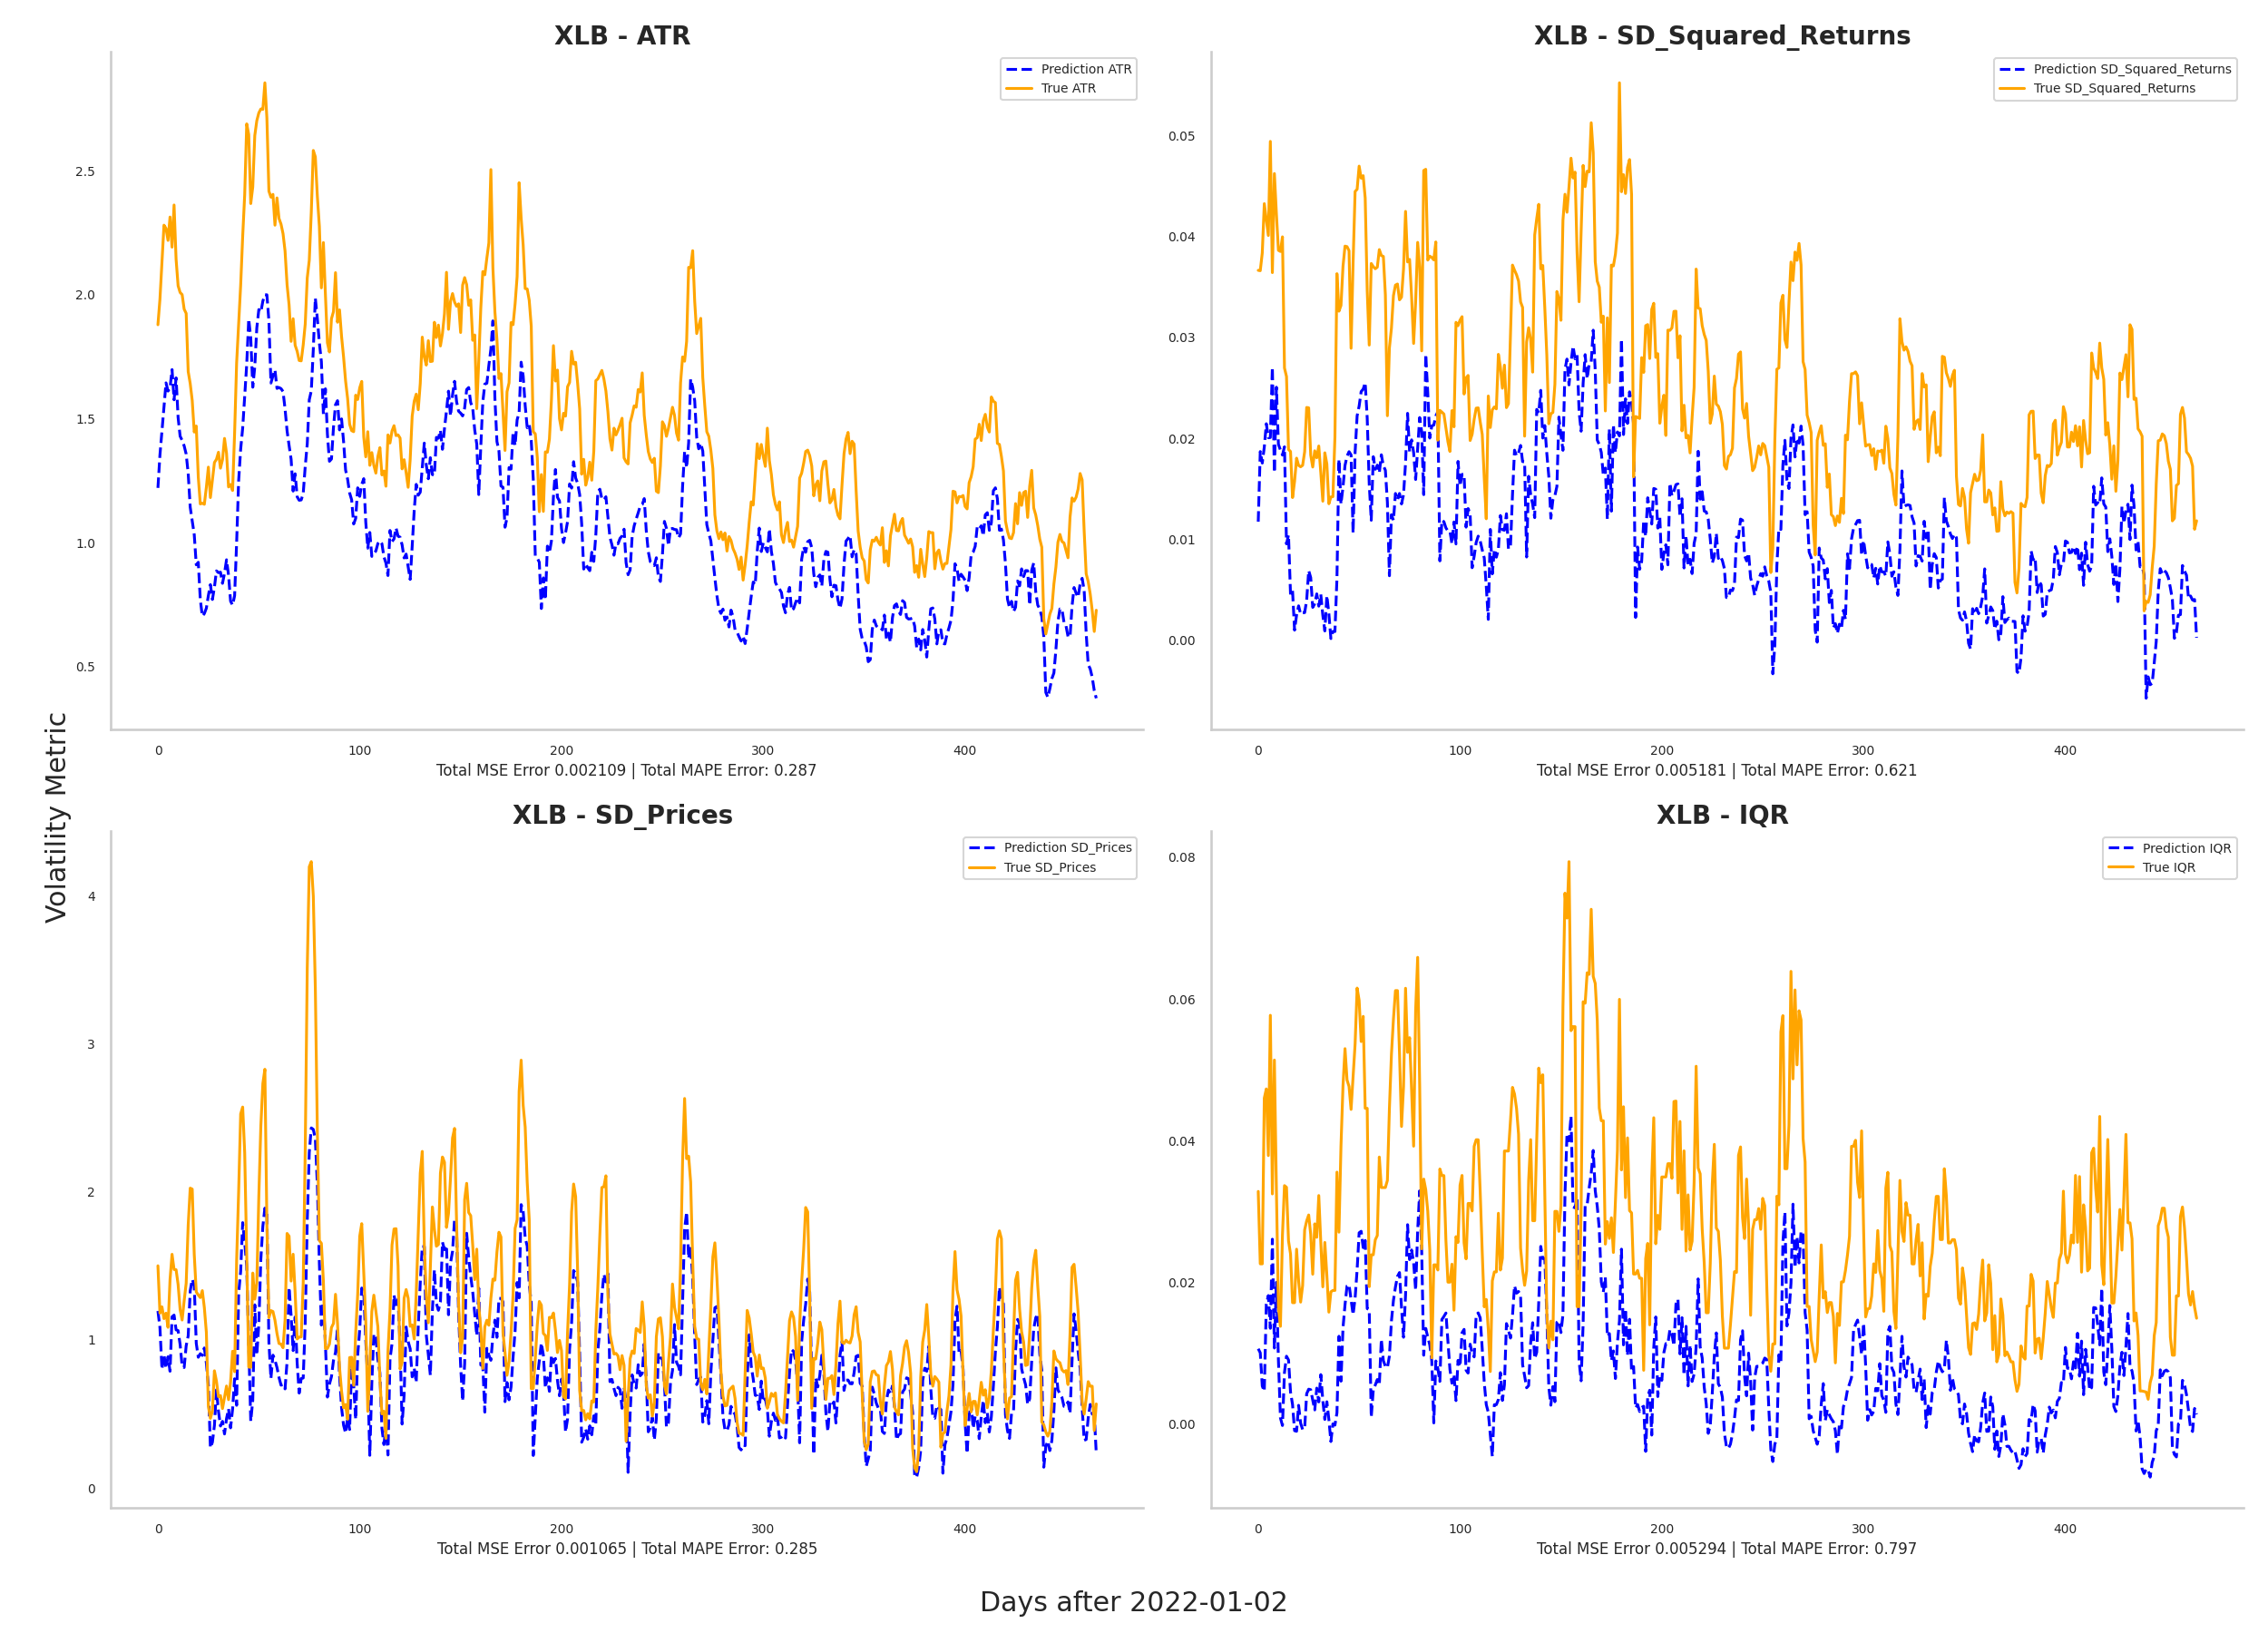 XLB - ATR
Prediction ATR
True ATR
2.5
2.0
1.5
1.0
0.5
0 100 200 300 400
Total MSE Error 0.002109 | Total MAPE Error: 0.287
XLB - SD_Squared_Returns
Prediction SD_Squared_Returns
True SD_Squared_Returns
0.05
0.04
0.03
0.02
0.01
0.00
0 100 200 300 400
Total MSE Error 0.005181 | Total MAPE Error: 0.621
Volatility Metric
XLB - SD_Prices
Prediction SD_Prices
True SD_Prices
4
3
2
1
0
0 100 200 300 400
Total MSE Error 0.001065 | Total MAPE Error: 0.285
XLB - IQR
Prediction IQR
True IQR
0.08
0.06
0.04
0.02
0.00
0 100 200 300 400
Total MSE Error 0.005294 | Total MAPE Error: 0.797
Days after 2022-01-02